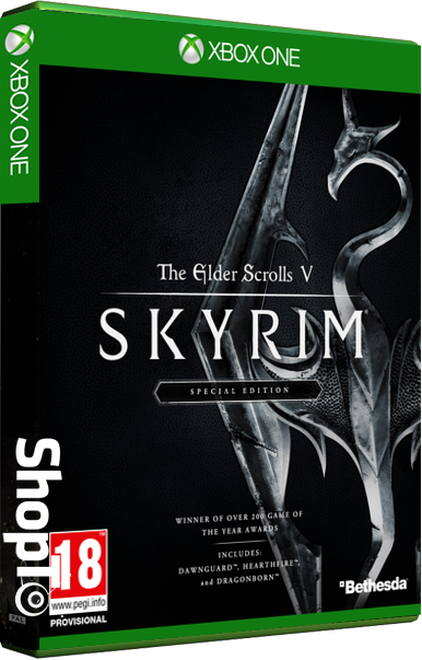 XBOX ONE
XBOX ONE
The Elder Scrolls V
SKYRIM
SPECIAL EDITION
WINNER OF OVER 200 GAME OF
THE YEAR AWARDS
INCLUDES:
DAWNGUARD™, HEARTHFIRE™,
and DRAGONBORN™
Bethesda®
ShopTo
18
www.pegi.info
PROVISIONAL
PAL